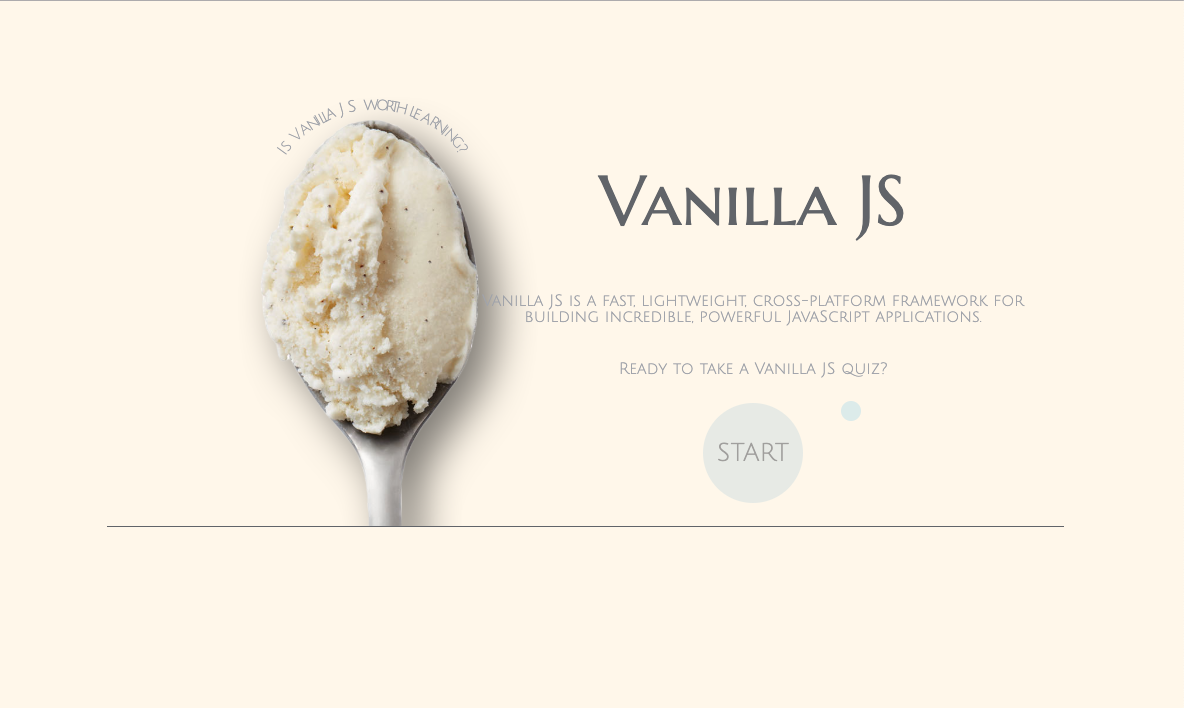 Is Vanilla JS worth learning?
Vanilla JS
Vanilla JS is a fast, lightweight, cross-platform framework for
building incredible, powerful JavaScript applications.
Ready to take a Vanilla JS quiz?
START